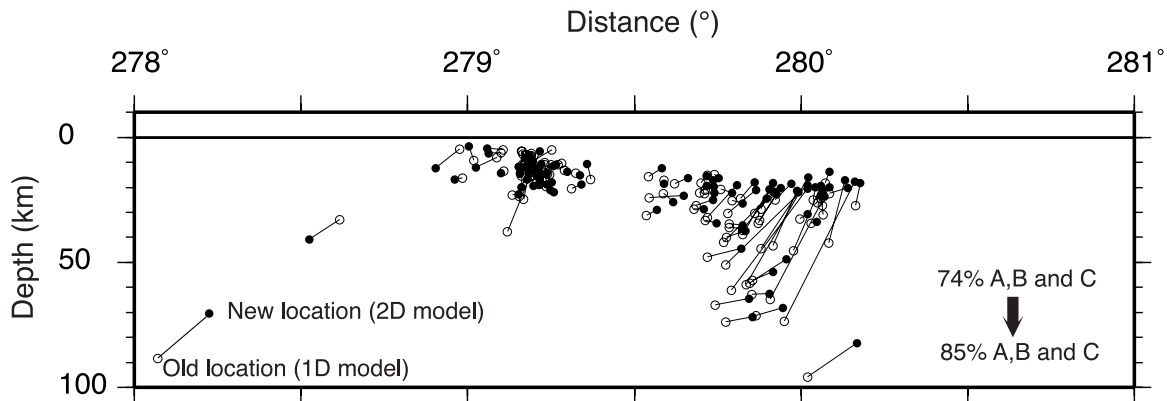 Distance (°)
278° 279° 280° 281°
0
50
100
Depth (km)
New location (2D model)
Old location (1D model)
74% A,B and C
85% A,B and C